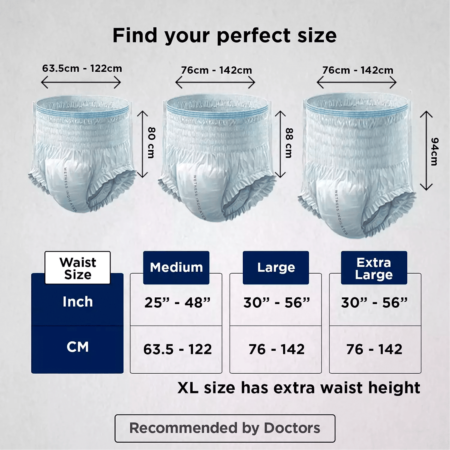 Find your perfect size
63.5cm - 122cm
76cm - 142cm
76cm - 142cm
80 cm
88 cm
94cm
Waist Size
Medium
Large
Extra Large
Inch
25” - 48”
30” - 56”
30” - 56”
CM
63.5 - 122
76 - 142
76 - 142
XL size has extra waist height
Recommended by Doctors